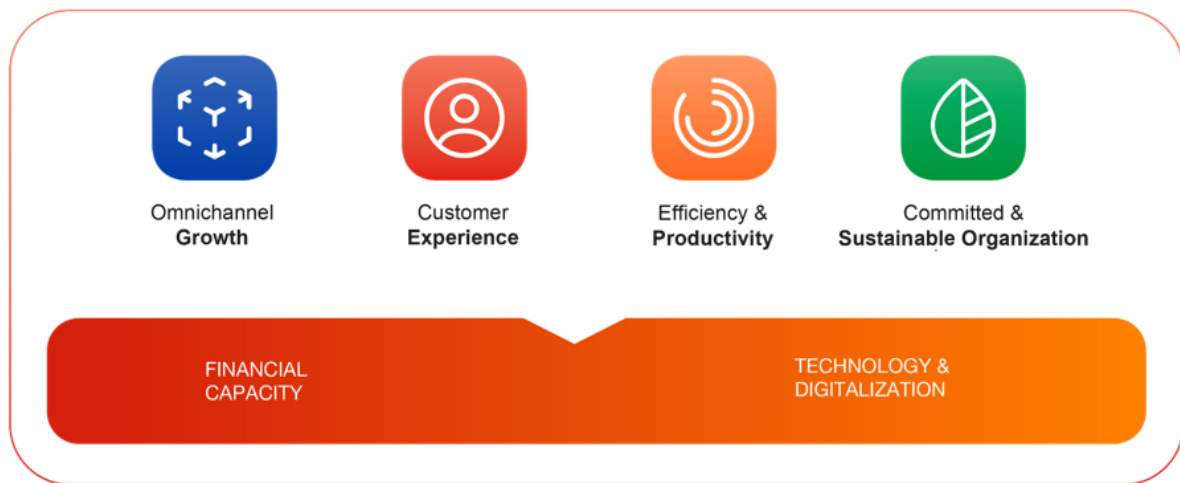 Omnichannel
Growth
Customer
Experience
Efficiency &
Productivity
Committed &
Sustainable Organization
FINANCIAL
CAPACITY
TECHNOLOGY &
DIGITALIZATION